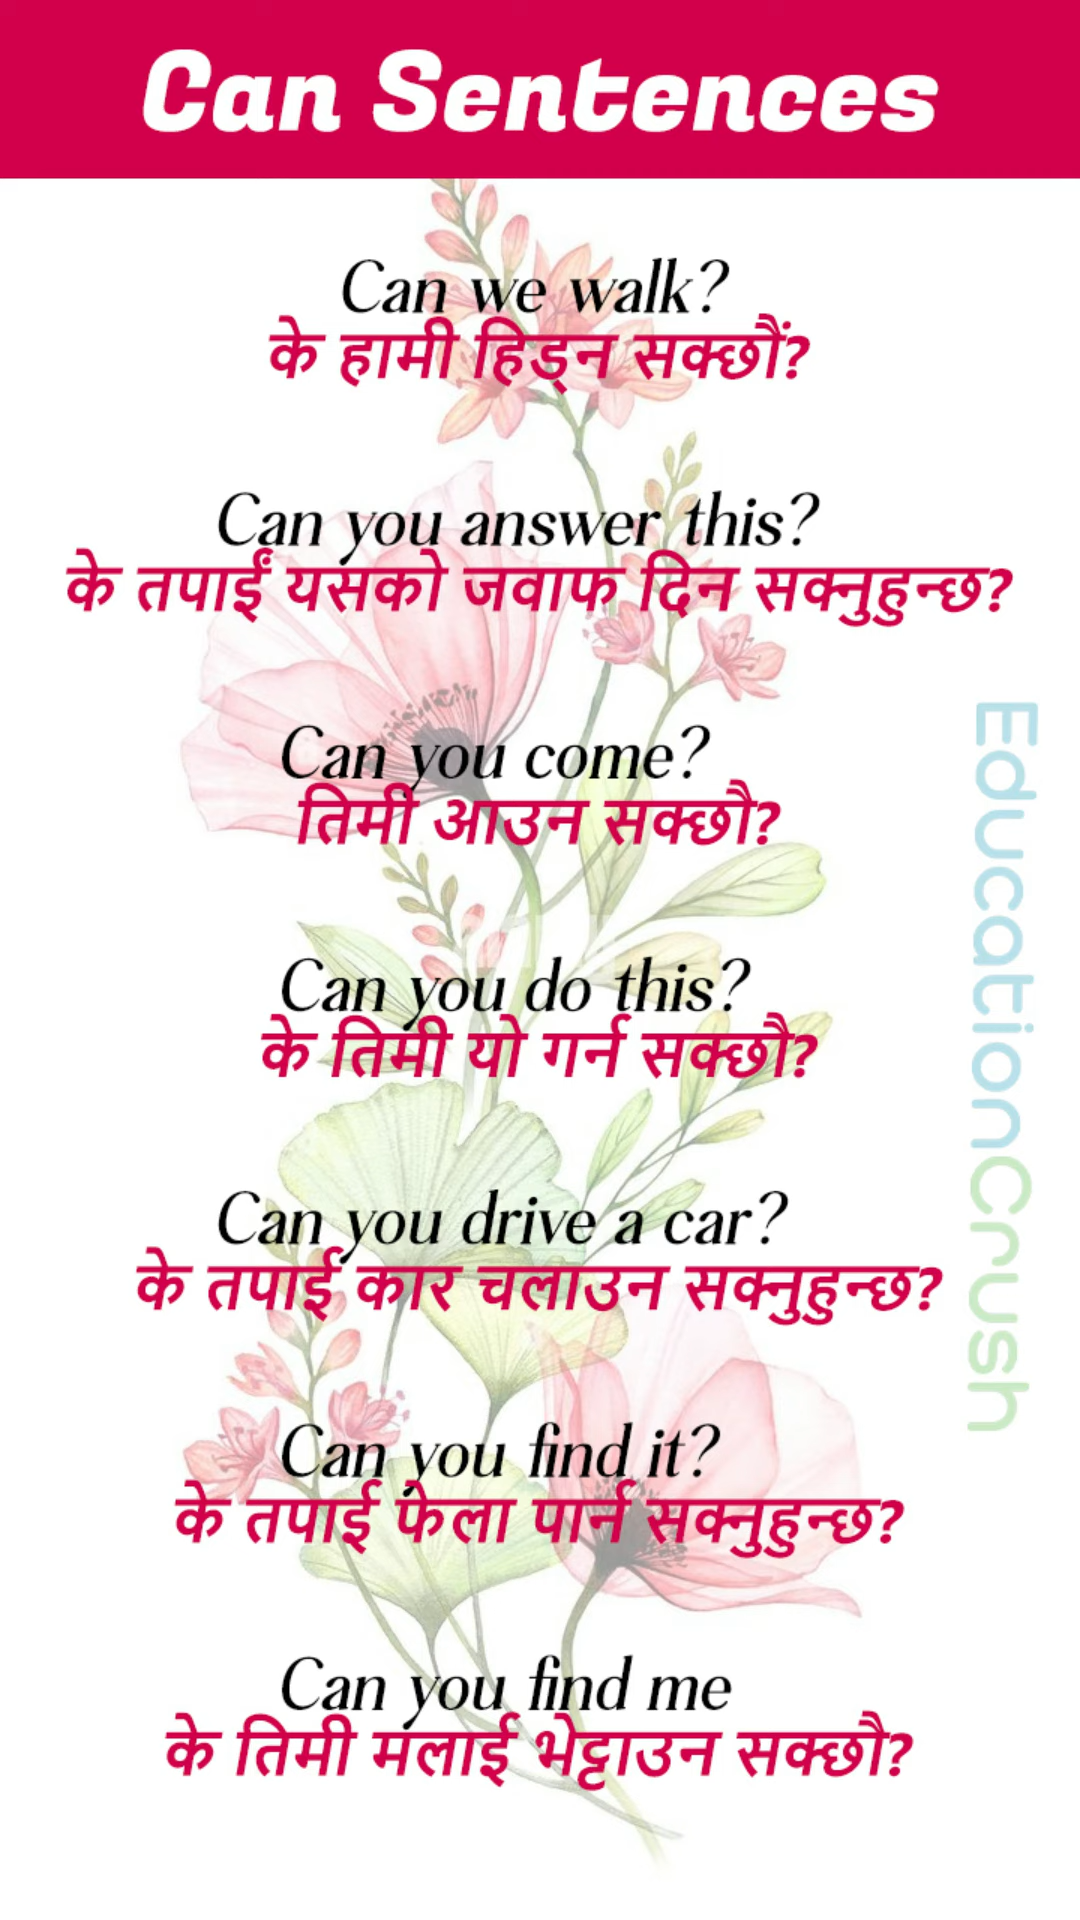 Can Sentences
Can we walk?
के हामी हिड्न सक्छौं?
Can you answer this?
के तपाईं यसको जवाफ दिन सक्नुहुन्छ?
Can you come?
तिमी आउन सक्छौ?
Can you do this?
के तिमी यो गर्न सक्छौ?
Can you drive a car?
के तपाई कार चलाउन सक्नुहुन्छ?
Can you find it?
के तपाई फेला पार्न सक्नुहुन्छ?
Can you find me
के तिमी मलाई भेट्टाउन सक्छौ?
EducationCrush